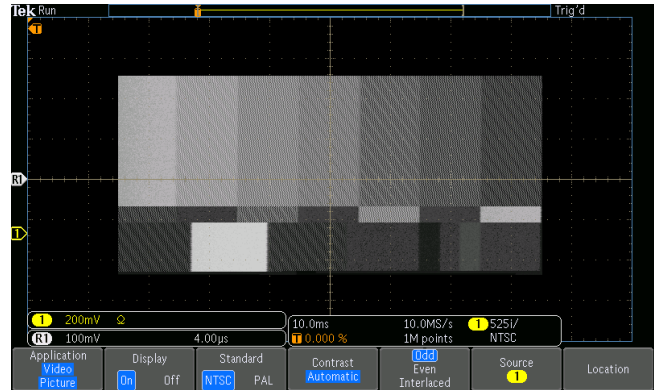 Tek Run Trig'd
T
R1
1
1 200mV Ω
R1 100mV 4.00µs
10.0ms 10.0MS/s 1 525i/
T 0.000 % 1M points NTSC
Application Display Standard Contrast Odd Source Location
Video Picture On Off NTSC PAL Automatic Even Interlaced 1